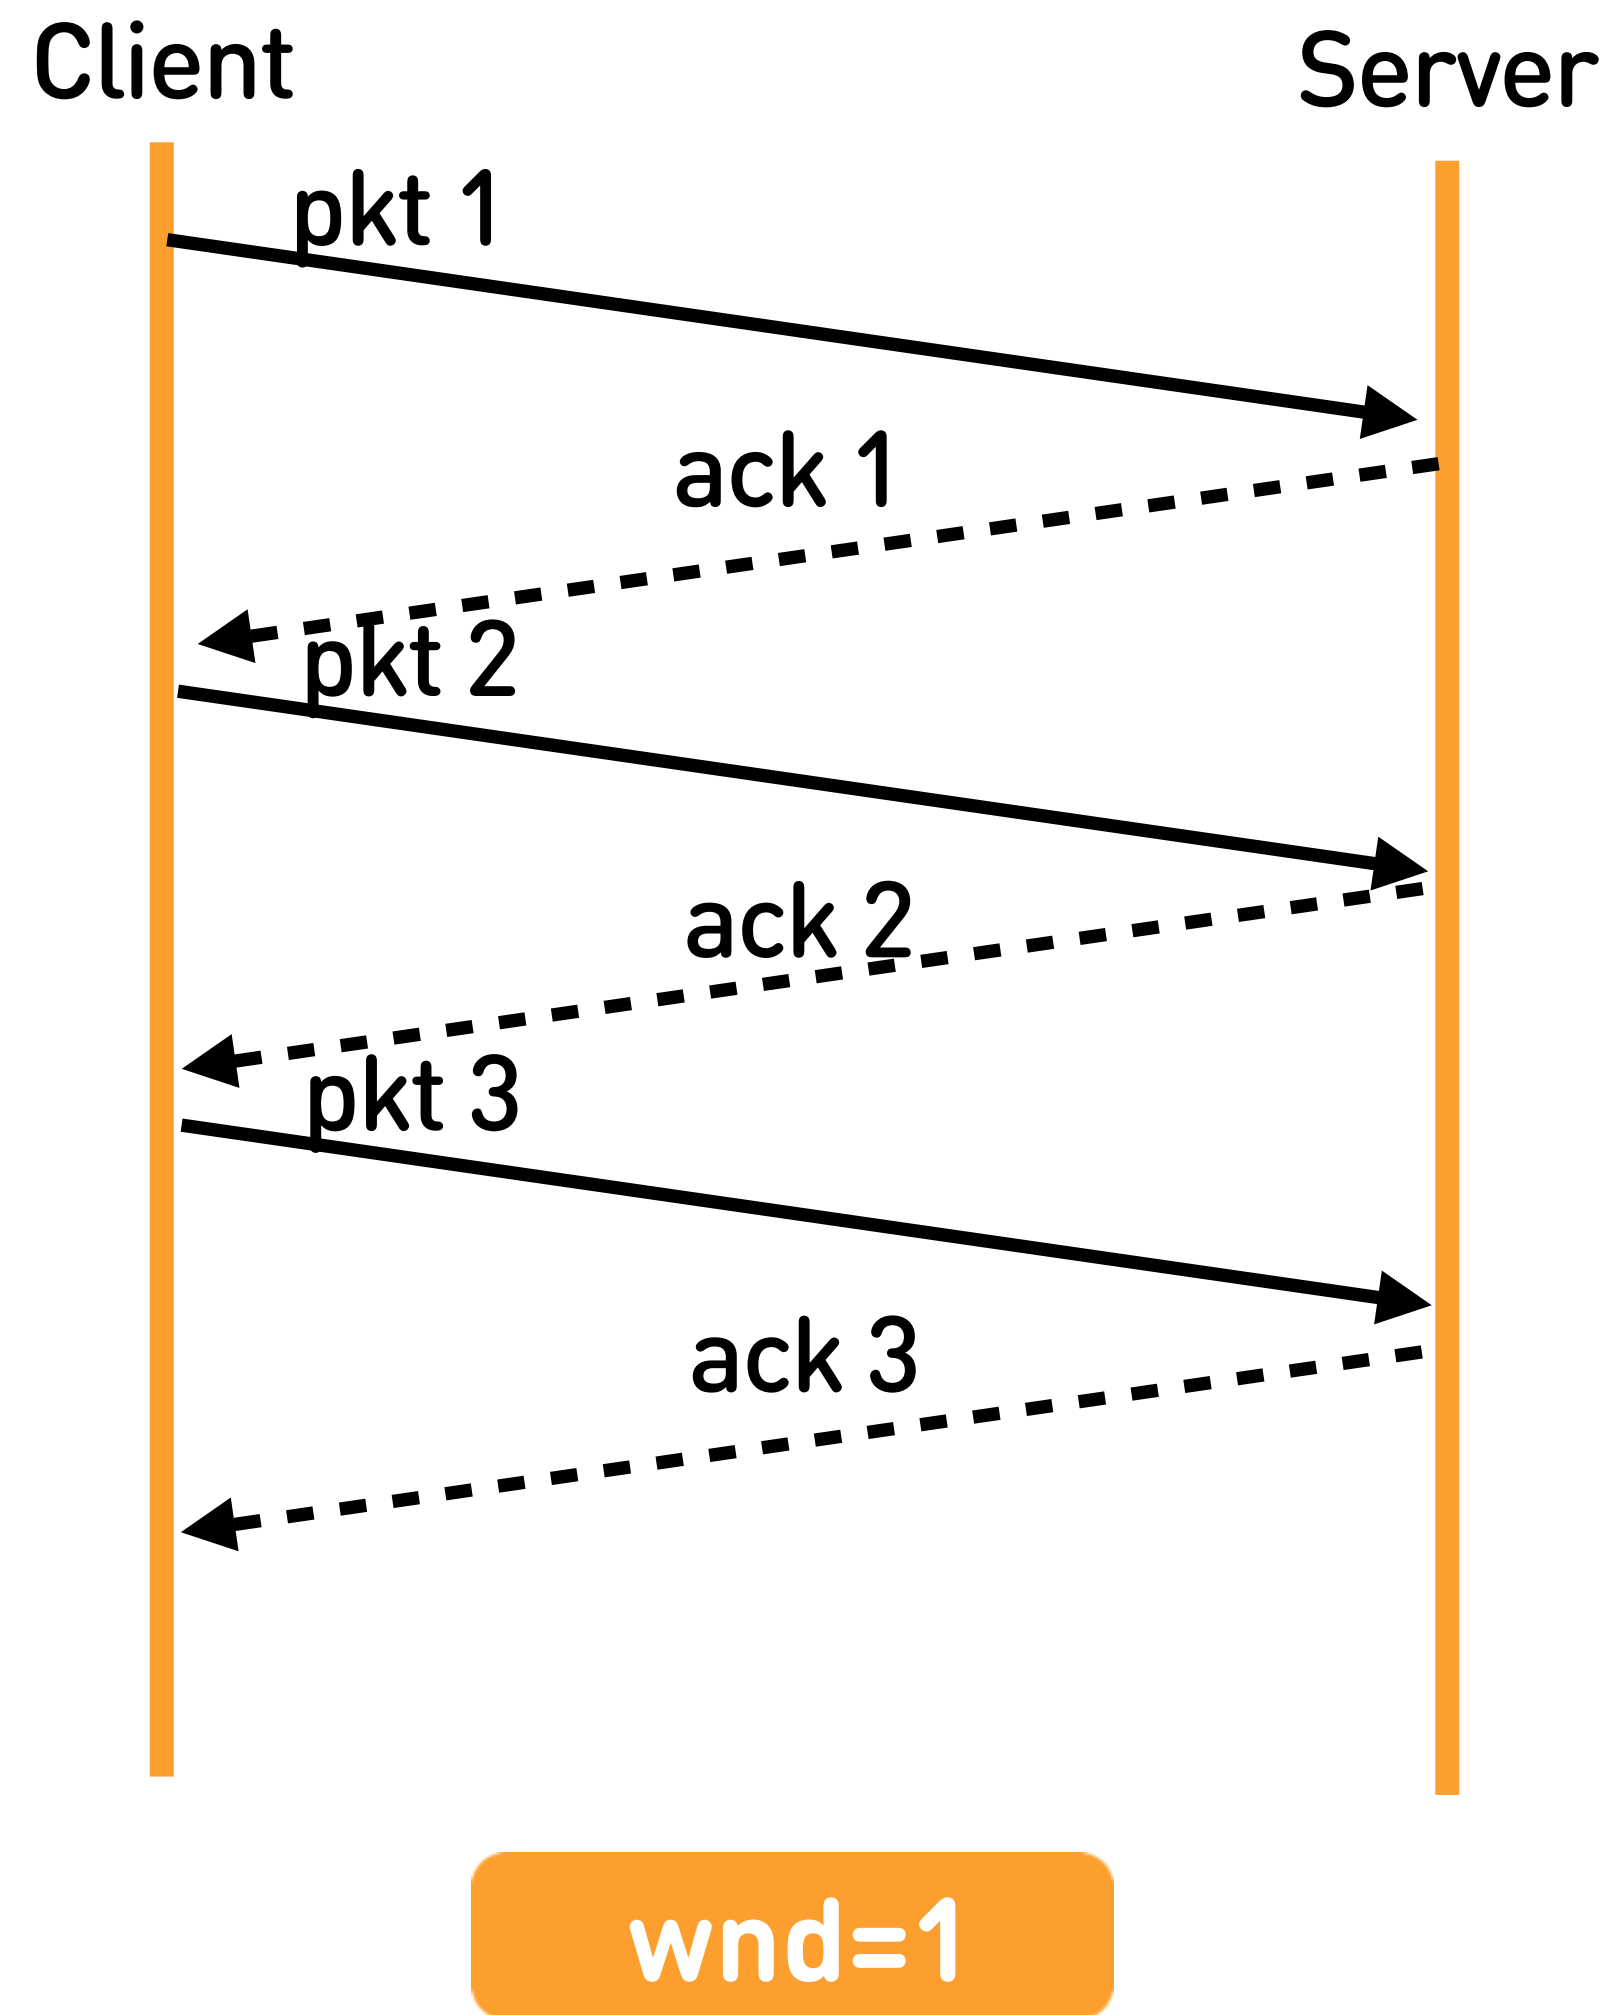 Client
Server
pkt 1
ack 1
pkt 2
ack 2
pkt 3
ack 3
wnd=1